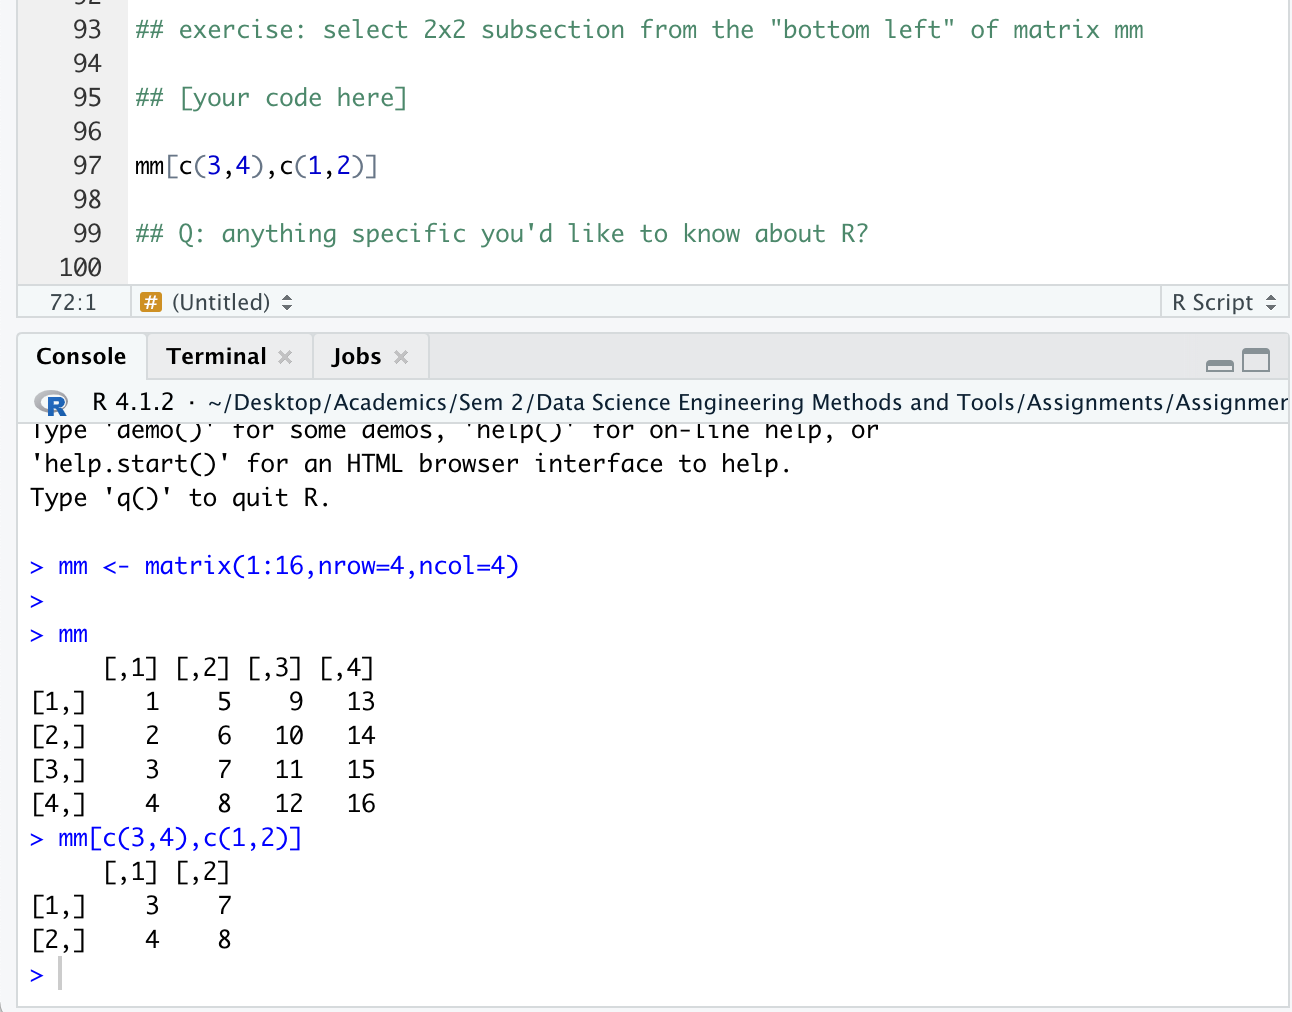 92
93 ## exercise: select 2x2 subsection from the "bottom left" of matrix mm
94
95 ## [your code here]
96
97 mm[c(3,4),c(1,2)]
98
99 ## Q: anything specific you'd like to know about R?
100
72:1 # (Untitled) R Script
Console Terminal Jobs
R R 4.1.2 · ~/Desktop/Academics/Sem 2/Data Science Engineering Methods and Tools/Assignments/Assignmer
Type 'demo()' for some demos, 'help()' for on-line help, or
'help.start()' for an HTML browser interface to help.
Type 'q()' to quit R.
> mm <- matrix(1:16,nrow=4,ncol=4)
>
> mm
     [,1] [,2] [,3] [,4]
[1,]    1    5    9   13
[2,]    2    6   10   14
[3,]    3    7   11   15
[4,]    4    8   12   16
> mm[c(3,4),c(1,2)]
     [,1] [,2]
[1,]    3    7
[2,]    4    8
>